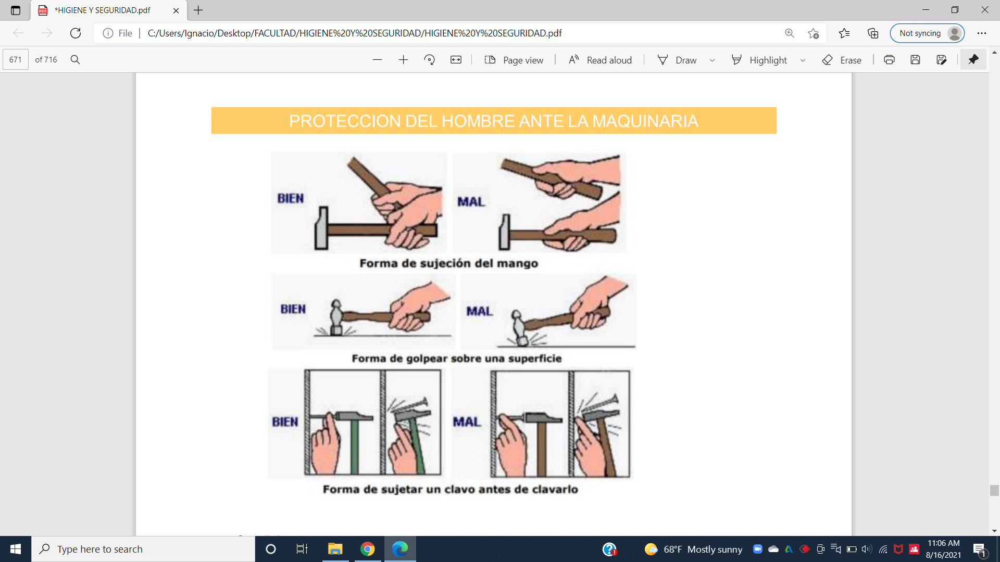 *HIGIENE Y SEGURIDAD.pdf
File
C:/Users/Ignacio/Desktop/FACULTAD/HIGIENE%20Y%20SEGURIDAD/HIGIENE%20Y%20SEGURIDAD.pdf
Not syncing
671 of 716
Page view
Read aloud
Draw
Highlight
Erase
PROTECCION DEL HOMBRE ANTE LA MAQUINARIA
BIEN
MAL
Forma de sujeción del mango
BIEN
MAL
Forma de golpear sobre una superficie
BIEN
MAL
Forma de sujetar un clavo antes de clavarlo
Type here to search
68°F Mostly sunny
11:06 AM
8/16/2021
1